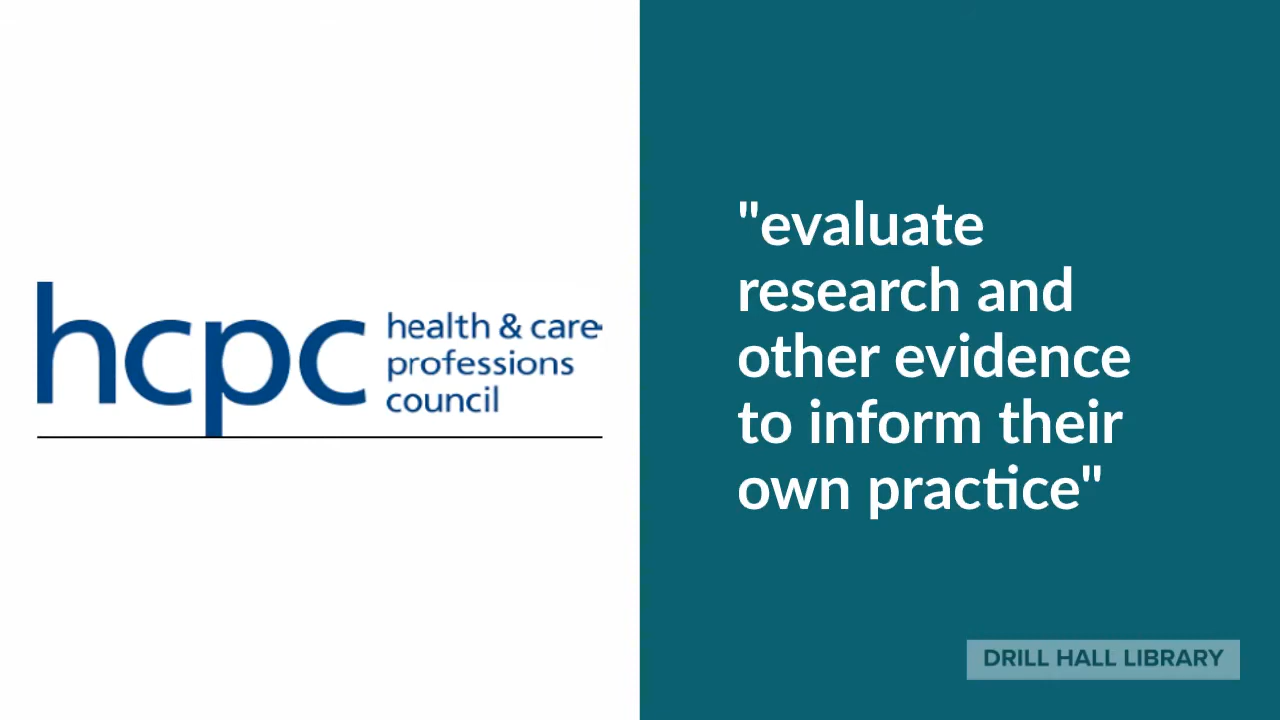 hcpc
health & care
professions
council
"evaluate
research and
other evidence
to inform their
own practice"
DRILL HALL LIBRARY